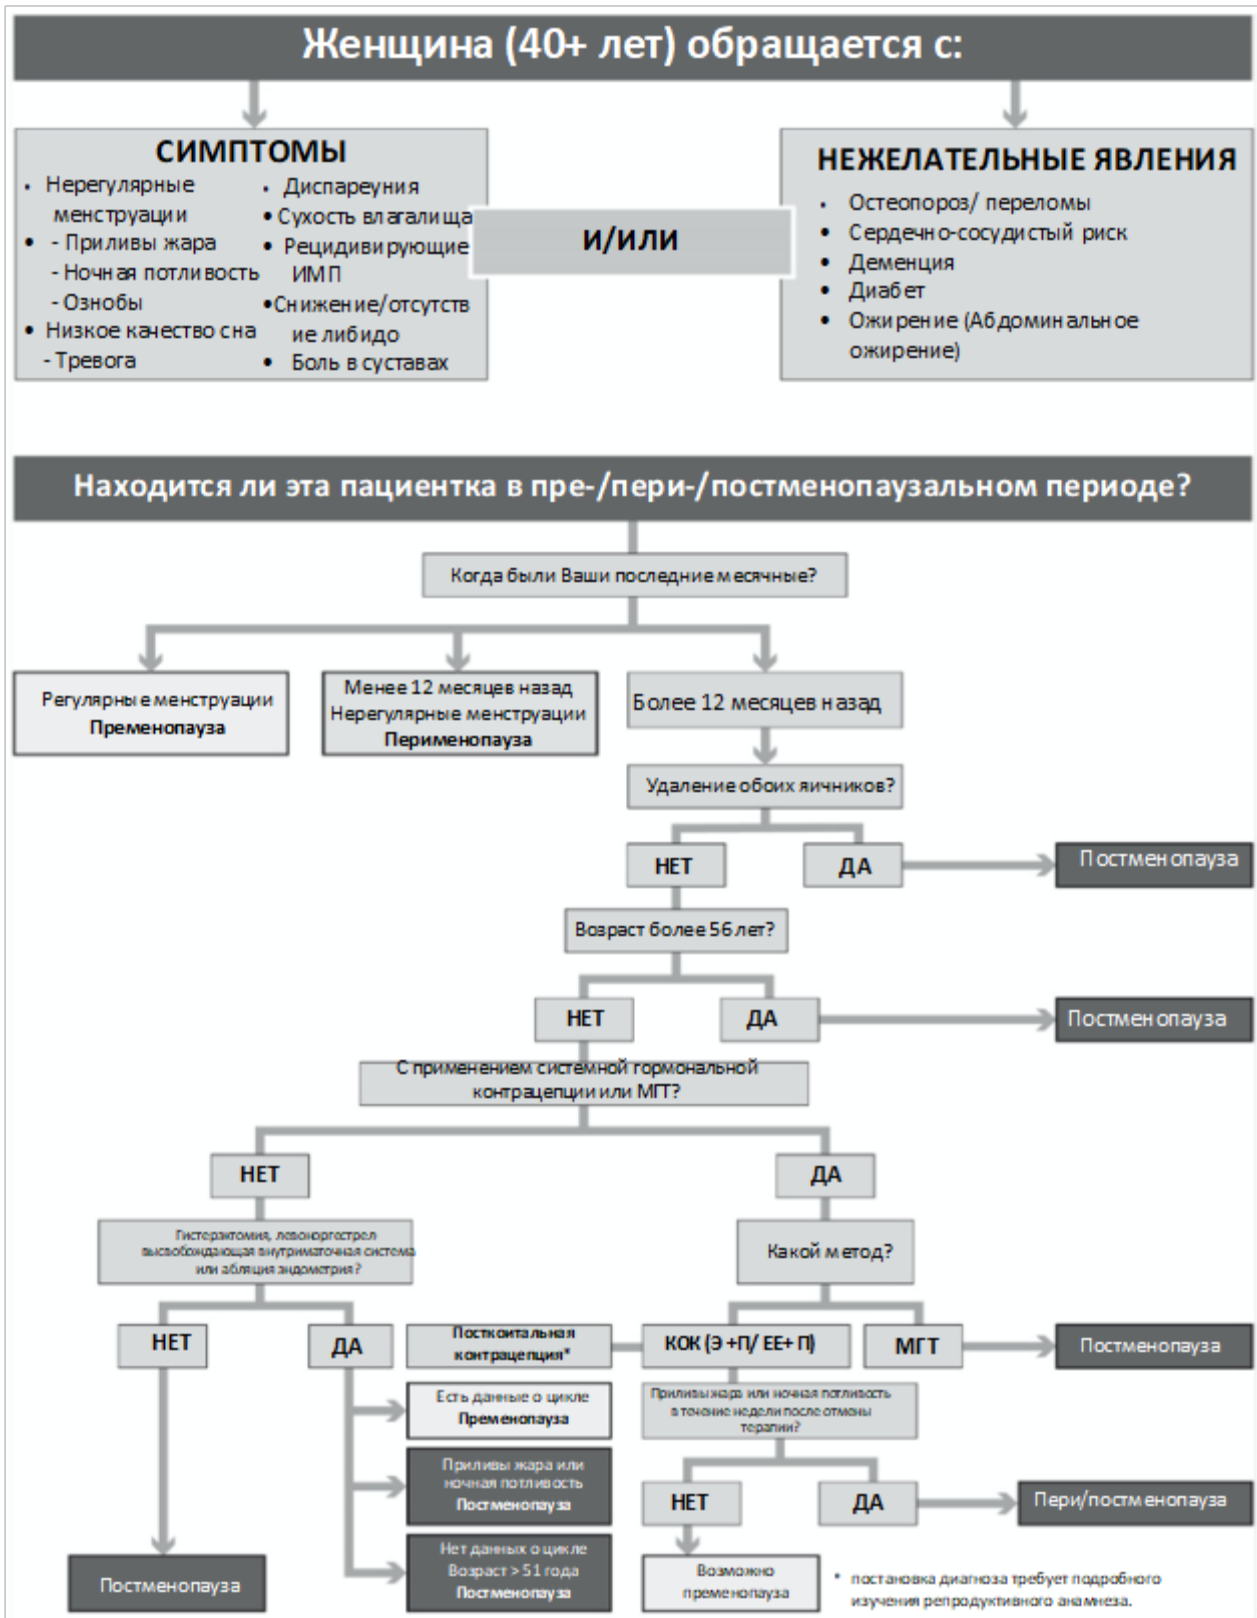 Женщина (40+ лет) обращается с:
СИМПТОМЫ
• Нерегулярные
менструации
• - Приливы жара
- Ночная потливость
- Ознобы
• Низкое качество сна
- Тревога
• Диспареуния
• Сухость влагалища
• Рецидивирующие
ИМП
•Снижение/отсутств
ие либидо
• Боль в суставах
И/ИЛИ
НЕЖЕЛАТЕЛЬНЫЕ ЯВЛЕНИЯ
• Остеопороз/ переломы
• Сердечно-сосудистый риск
• Деменция
• Диабет
• Ожирение (Абдоминальное
ожирение)
Находится ли эта пациентка в пре-/пери-/постменопаузальном периоде?
Когда были Ваши последние месячные?
Регулярные менструации
Пременопауза
Менее 12 месяцев назад
Нерегулярные менструации
Перименопауза
Более 12 месяцев назад
Удаление обоих яичников?
НЕТ
ДА
Постменопауза
Возраст более 56 лет?
НЕТ
ДА
Постменопауза
С применением системной гормональной
контрацепции или МГТ?
НЕТ
ДА
Гистерэктомия, левоноргестрел
высвобождающая внутриматочная система
или абляция эндометрия?
Какой метод?
НЕТ
ДА
Посткоитальная
контрацепция*
КОК (Э +П/ ЕЕ+ П)
МГТ
Постменопауза
Есть данные о цикле
Пременопауза
Приливы жара или
ночная потливость
Постменопауза
Нет данных о цикле
Возраст > 51 года
Постменопауза
Приливы жара или ночная потливость
в течение недели после отмены
терапии?
НЕТ
ДА
Пери/постменопауза
Постменопауза
Возможно
пременопауза
* постановка диагноза требует подробного
изучения репродуктивного анамнеза.